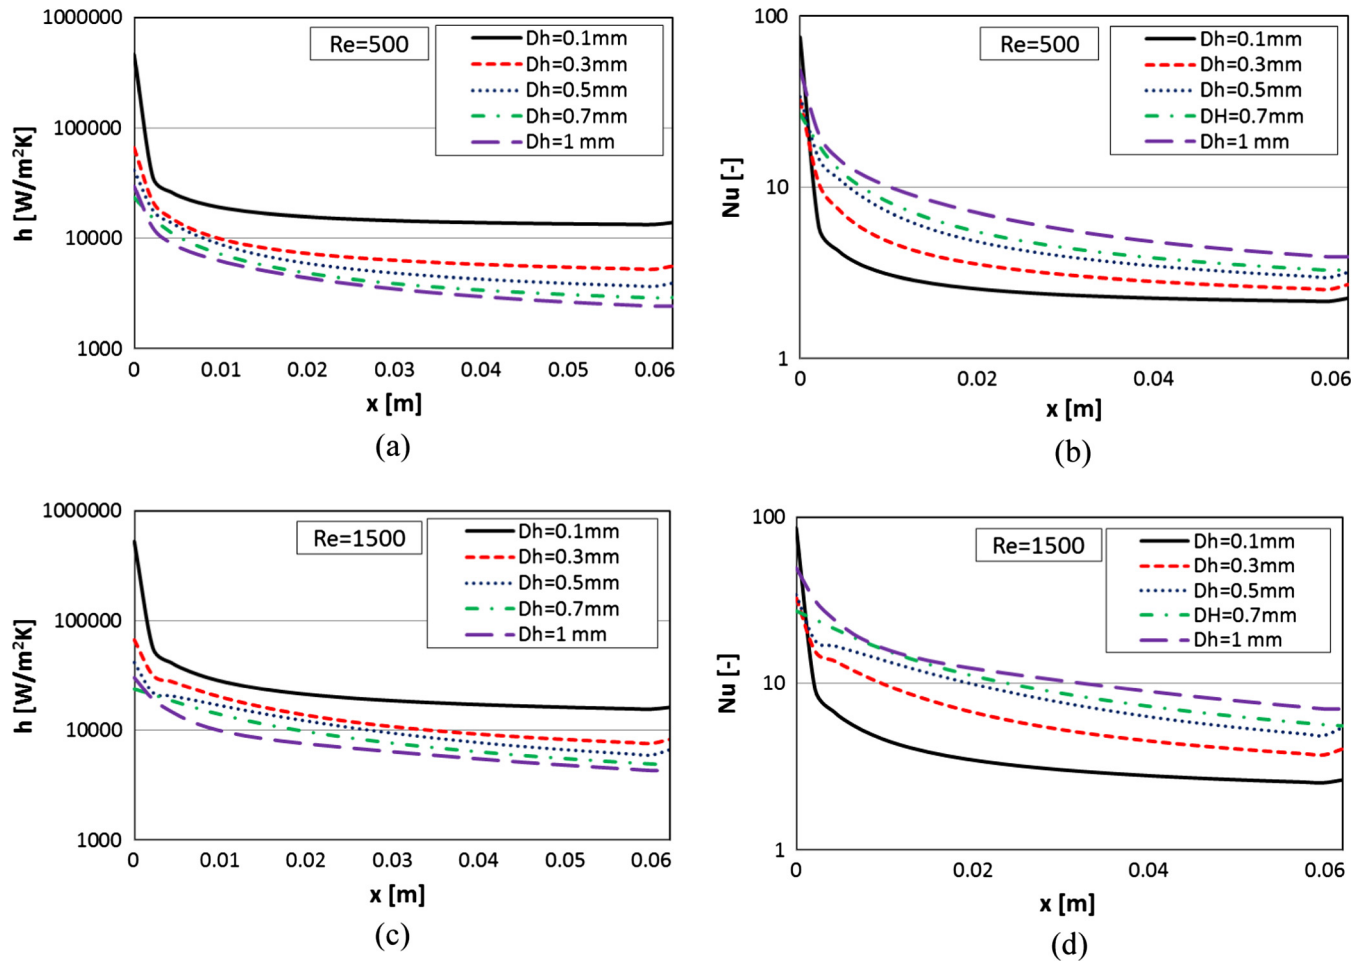 1000000
100000
10000
1000
h [W/m²K]
Re=500
Dh=0.1mm
Dh=0.3mm
Dh=0.5mm
Dh=0.7mm
Dh=1 mm
0 0.01 0.02 0.03 0.04 0.05 0.06
x [m]
(a)
100
10
1
Nu [-]
Re=500
Dh=0.1mm
Dh=0.3mm
Dh=0.5mm
DH=0.7mm
Dh=1 mm
0 0.02 0.04 0.06
x [m]
(b)
1000000
100000
10000
1000
h [W/m²K]
Re=1500
Dh=0.1mm
Dh=0.3mm
Dh=0.5mm
Dh=0.7mm
Dh=1 mm
0 0.01 0.02 0.03 0.04 0.05 0.06
x [m]
(c)
100
10
1
Nu [-]
Re=1500
Dh=0.1mm
Dh=0.3mm
Dh=0.5mm
DH=0.7mm
Dh=1 mm
0 0.02 0.04 0.06
x [m]
(d)